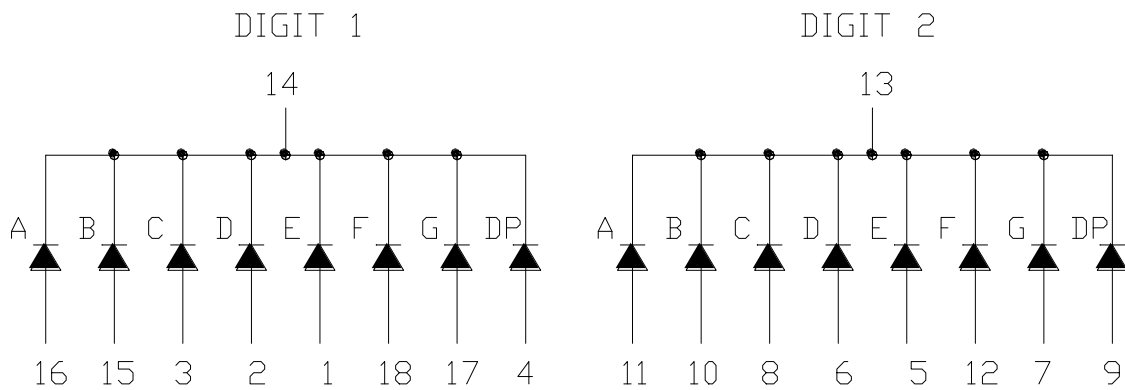 DIGIT 1 DIGIT 2
14 13
A B C D E F G DP A B C D E F G DP
16 15 3 2 1 18 17 4 11 10 8 6 5 12 7 9